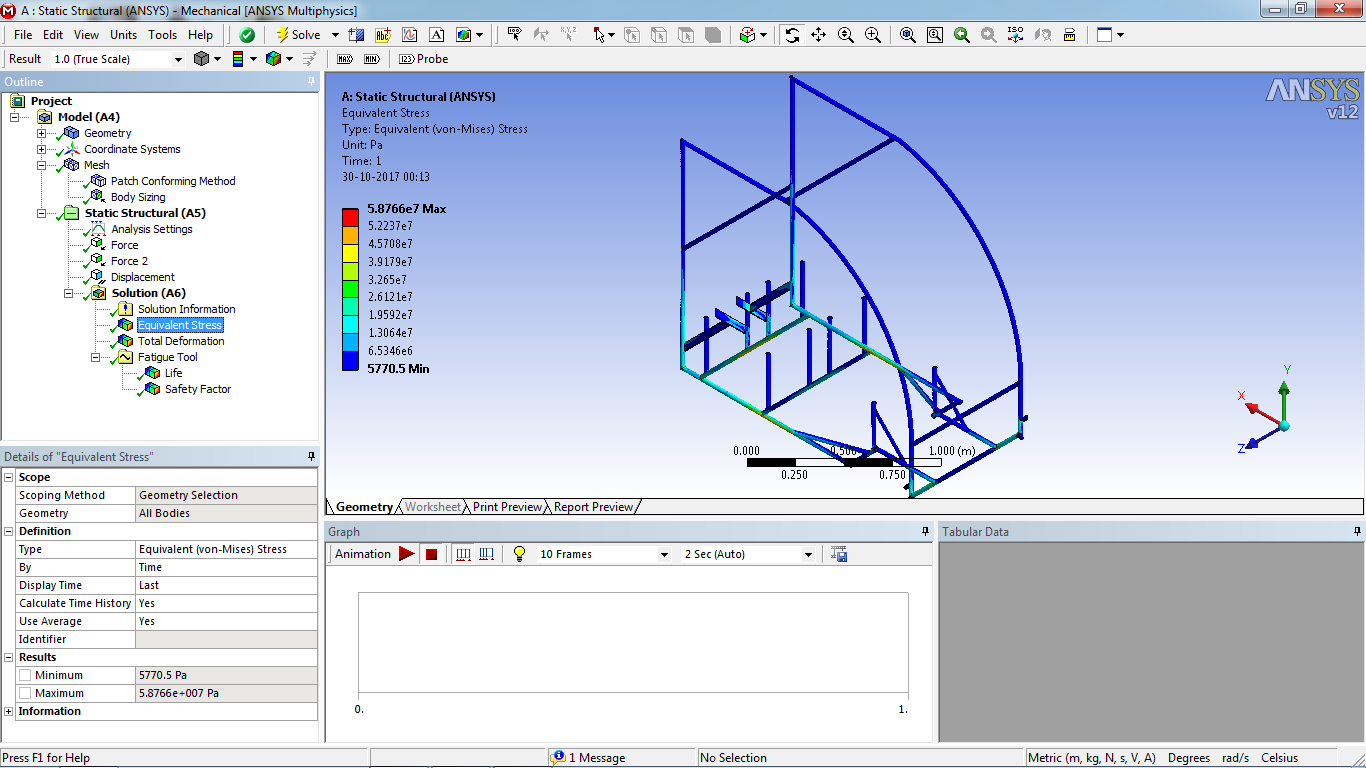 A : Static Structural (ANSYS) - Mechanical [ANSYS Multiphysics]
File Edit View Units Tools Help Solve
Result 1.0 (True Scale) MAX MIN 123 Probe
Outline
Project
Model (A4)
Geometry
Coordinate Systems
Mesh
Patch Conforming Method
Body Sizing
Static Structural (A5)
Analysis Settings
Force
Force 2
Displacement
Solution (A6)
Solution Information
Equivalent Stress
Total Deformation
Fatigue Tool
Life
Safety Factor
Details of "Equivalent Stress"
Scope
Scoping Method Geometry Selection
Geometry All Bodies
Definition
Type Equivalent (von-Mises) Stress
By Time
Display Time Last
Calculate Time History Yes
Use Average Yes
Identifier
Results
Minimum 5770.5 Pa
Maximum 5.8766e+007 Pa
Information
A: Static Structural (ANSYS)
Equivalent Stress
Type: Equivalent (von-Mises) Stress
Unit: Pa
Time: 1
30-10-2017 00:13
5.8766e7 Max
5.2237e7
4.5708e7
3.9179e7
3.265e7
2.6121e7
1.9592e7
1.3064e7
6.5346e6
5770.5 Min
ANSYS
v12
Y
X
Z
0.000 0.500 1.000 (m)
0.250 0.750
Geometry Worksheet Print Preview Report Preview
Graph
Animation 10 Frames 2 Sec (Auto)
0. 1.
Tabular Data
Press F1 for Help 1 Message No Selection Metric (m, kg, N, s, V, A) Degrees rad/s Celsius